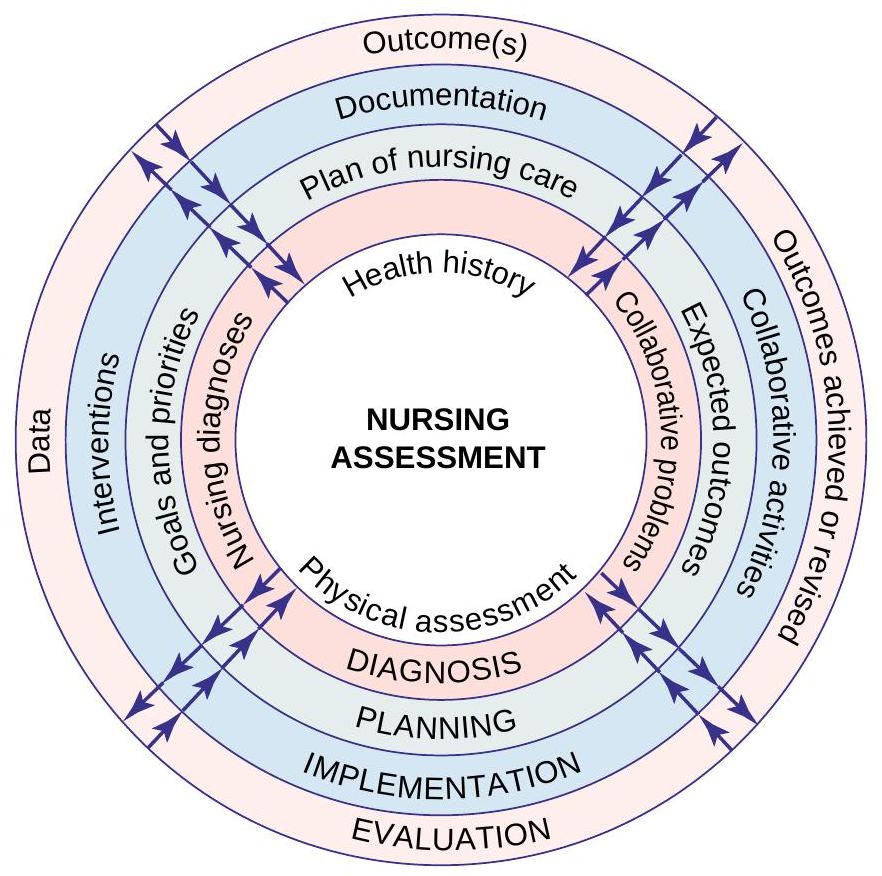 Outcome(s)
Documentation
Plan of nursing care
Health history
Data
Interventions
Goals and priorities
Nursing diagnoses
NURSING
ASSESSMENT
Collaborative problems
Expected outcomes
Collaborative activities
Outcomes achieved or revised
Physical assessment
DIAGNOSIS
PLANNING
IMPLEMENTATION
EVALUATION